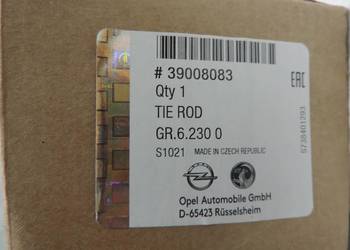 # 39008083
Qty 1
TIE ROD
GR.6.230 0
S1021 MADE IN CZECH REPUBLIC
Opel Automobile GmbH
D-65423 Rüsselsheim
EAC
S738401293